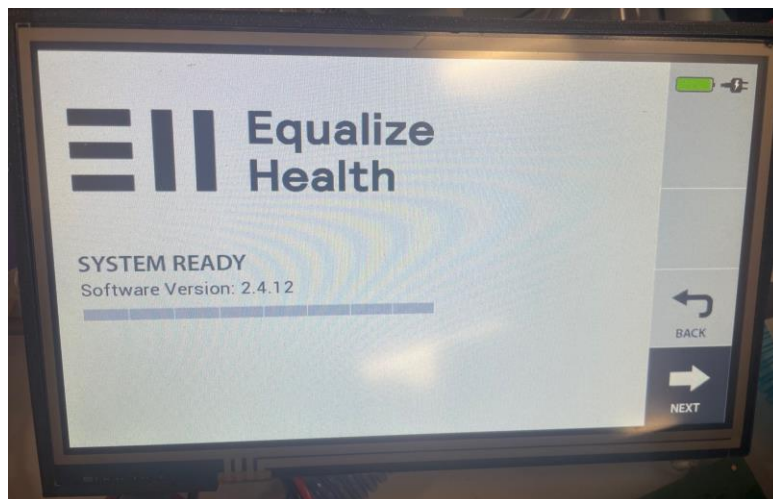 Equalize
Health
SYSTEM READY
Software Version: 2.4.12
BACK
NEXT